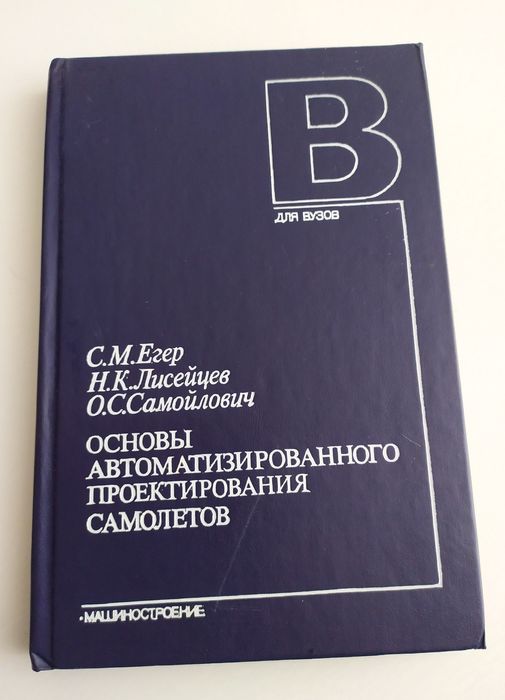 В
ДЛЯ ВУЗОВ
С.М.Егер
Н.К.Лисейцев
О.С.Самойлович
ОСНОВЫ
АВТОМАТИЗИРОВАННОГО
ПРОЕКТИРОВАНИЯ
САМОЛЕТОВ
•МАШИНОСТРОЕНИЕ•